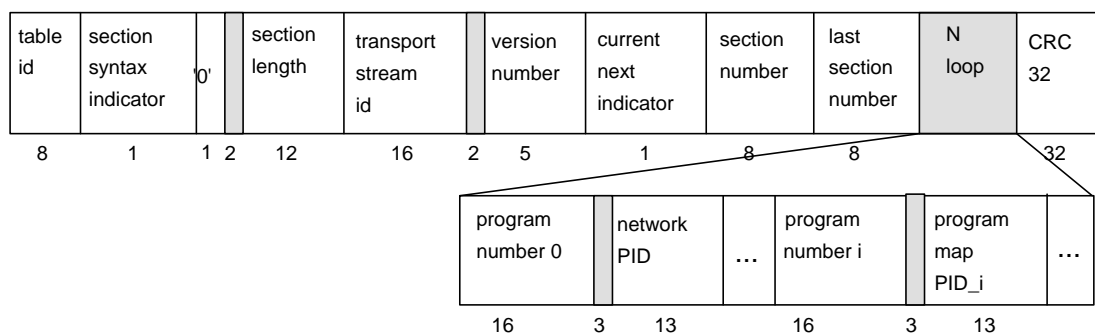 table
id
section
syntax
indicator
'0'
section
length
transport
stream
id
version
number
current
next
indicator
section
number
last
section
number
N
loop
CRC
32
8
1
1
2
12
16
2
5
1
8
8
32
program
number 0
network
PID
...
program
number i
program
map
PID_i
...
16
3
13
16
3
13